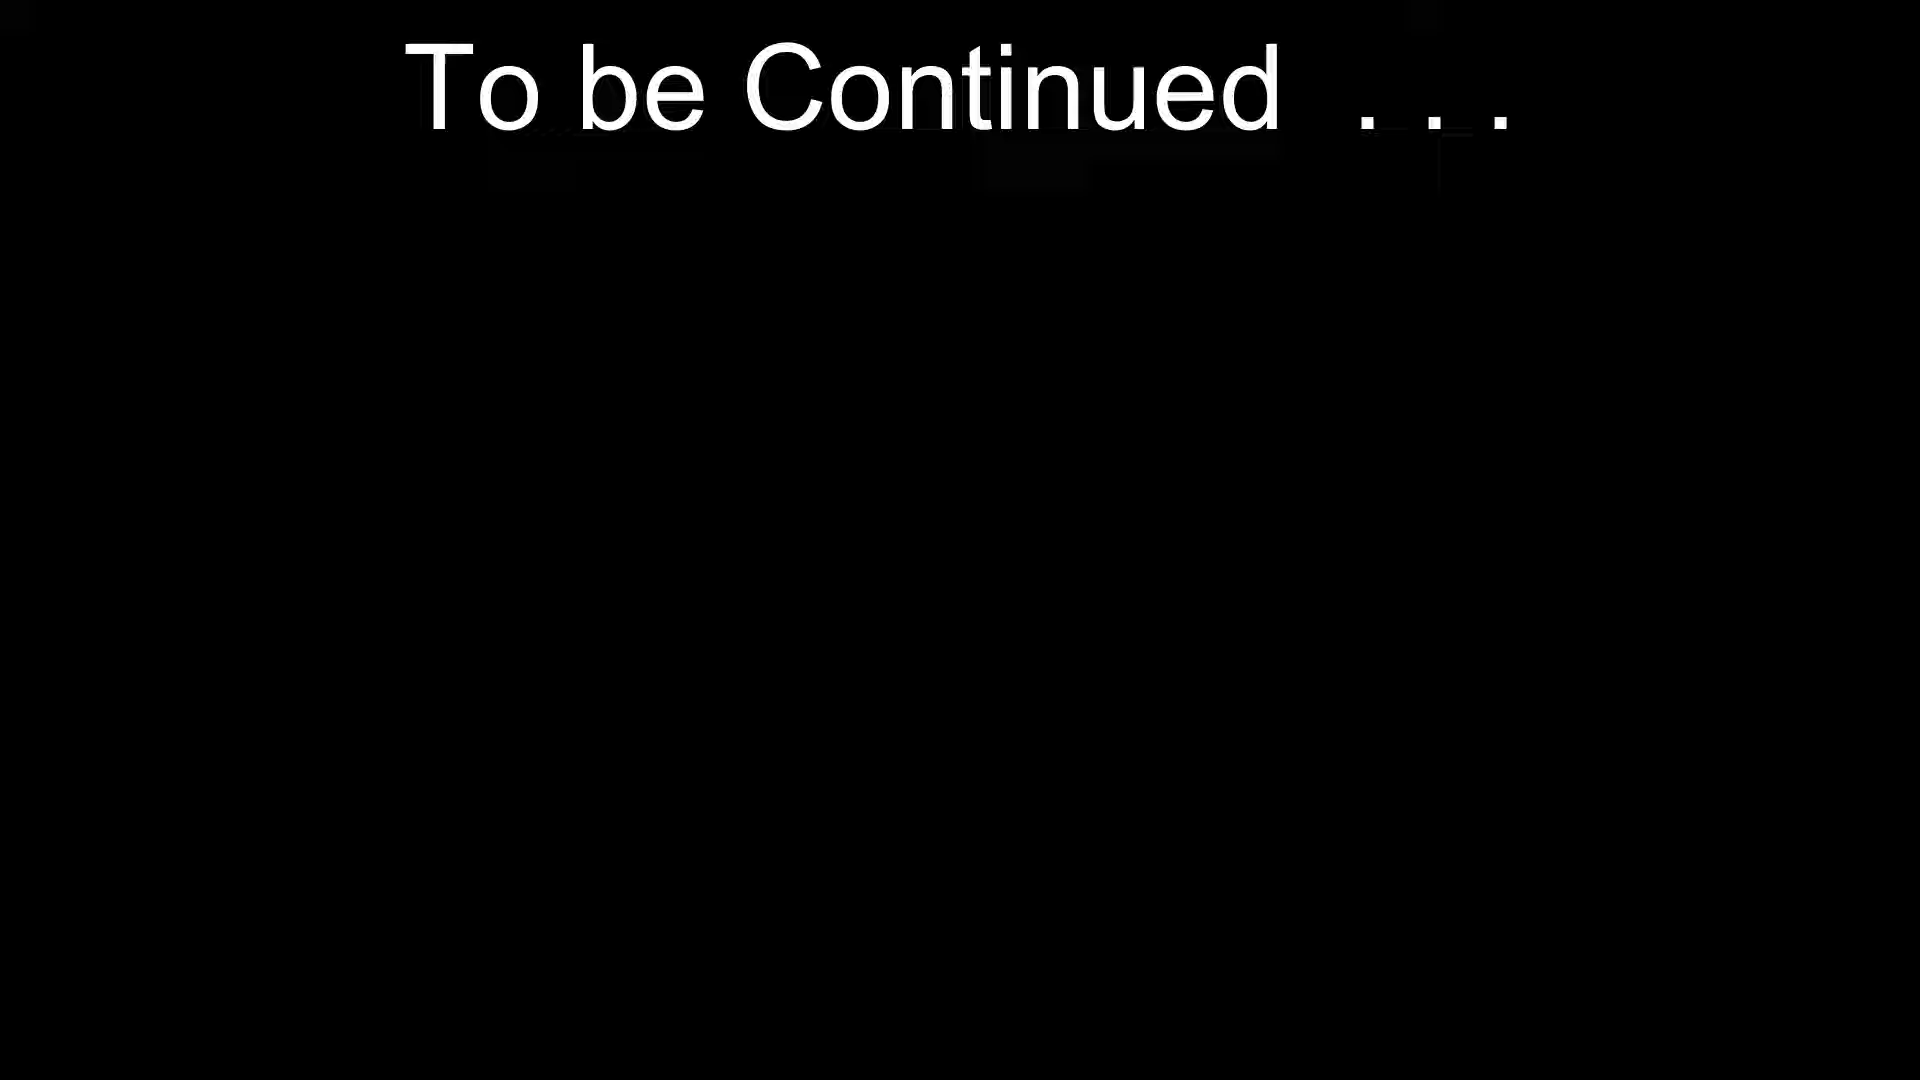 To be Continued  . . .